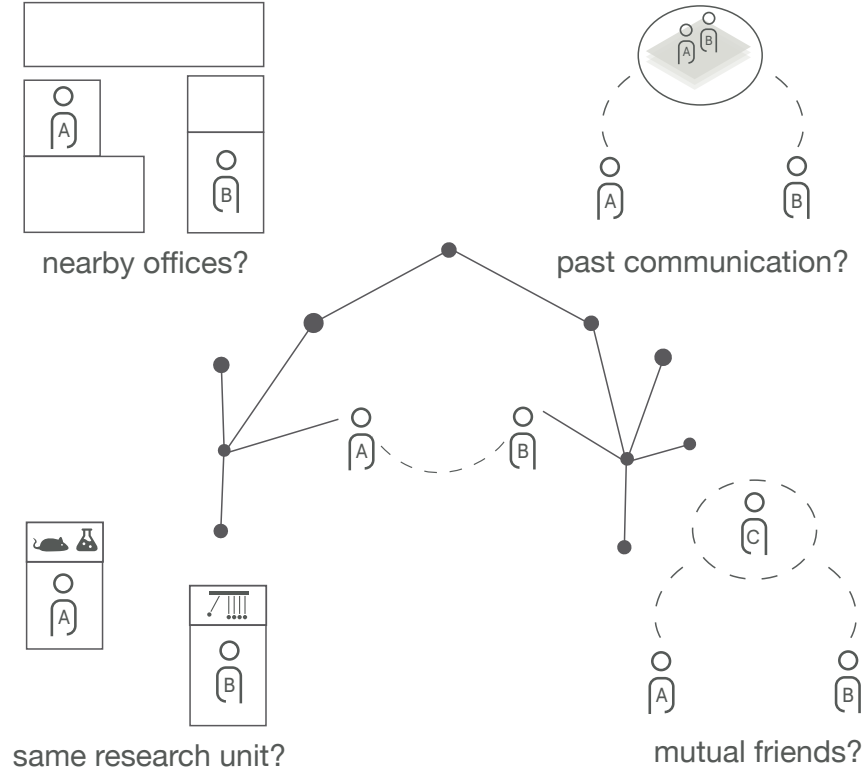 A
B
A
B
A
B
nearby offices?
past communication?
A
B
C
A
B
A
B
same research unit?
mutual friends?